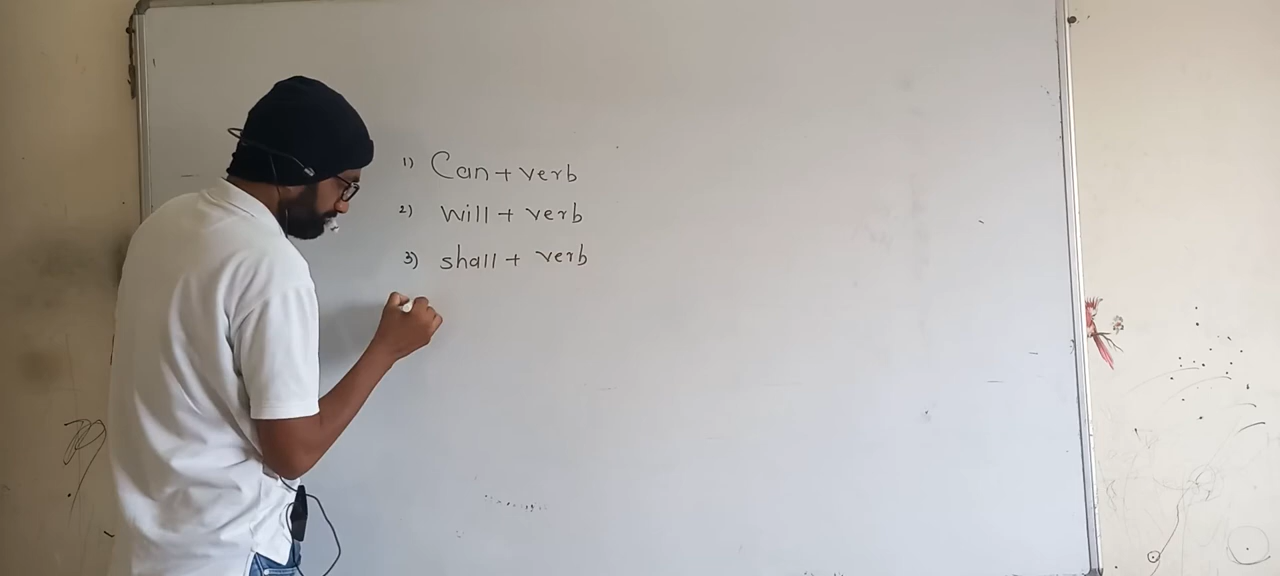 1) Can + verb
2) will + verb
3) shall + verb